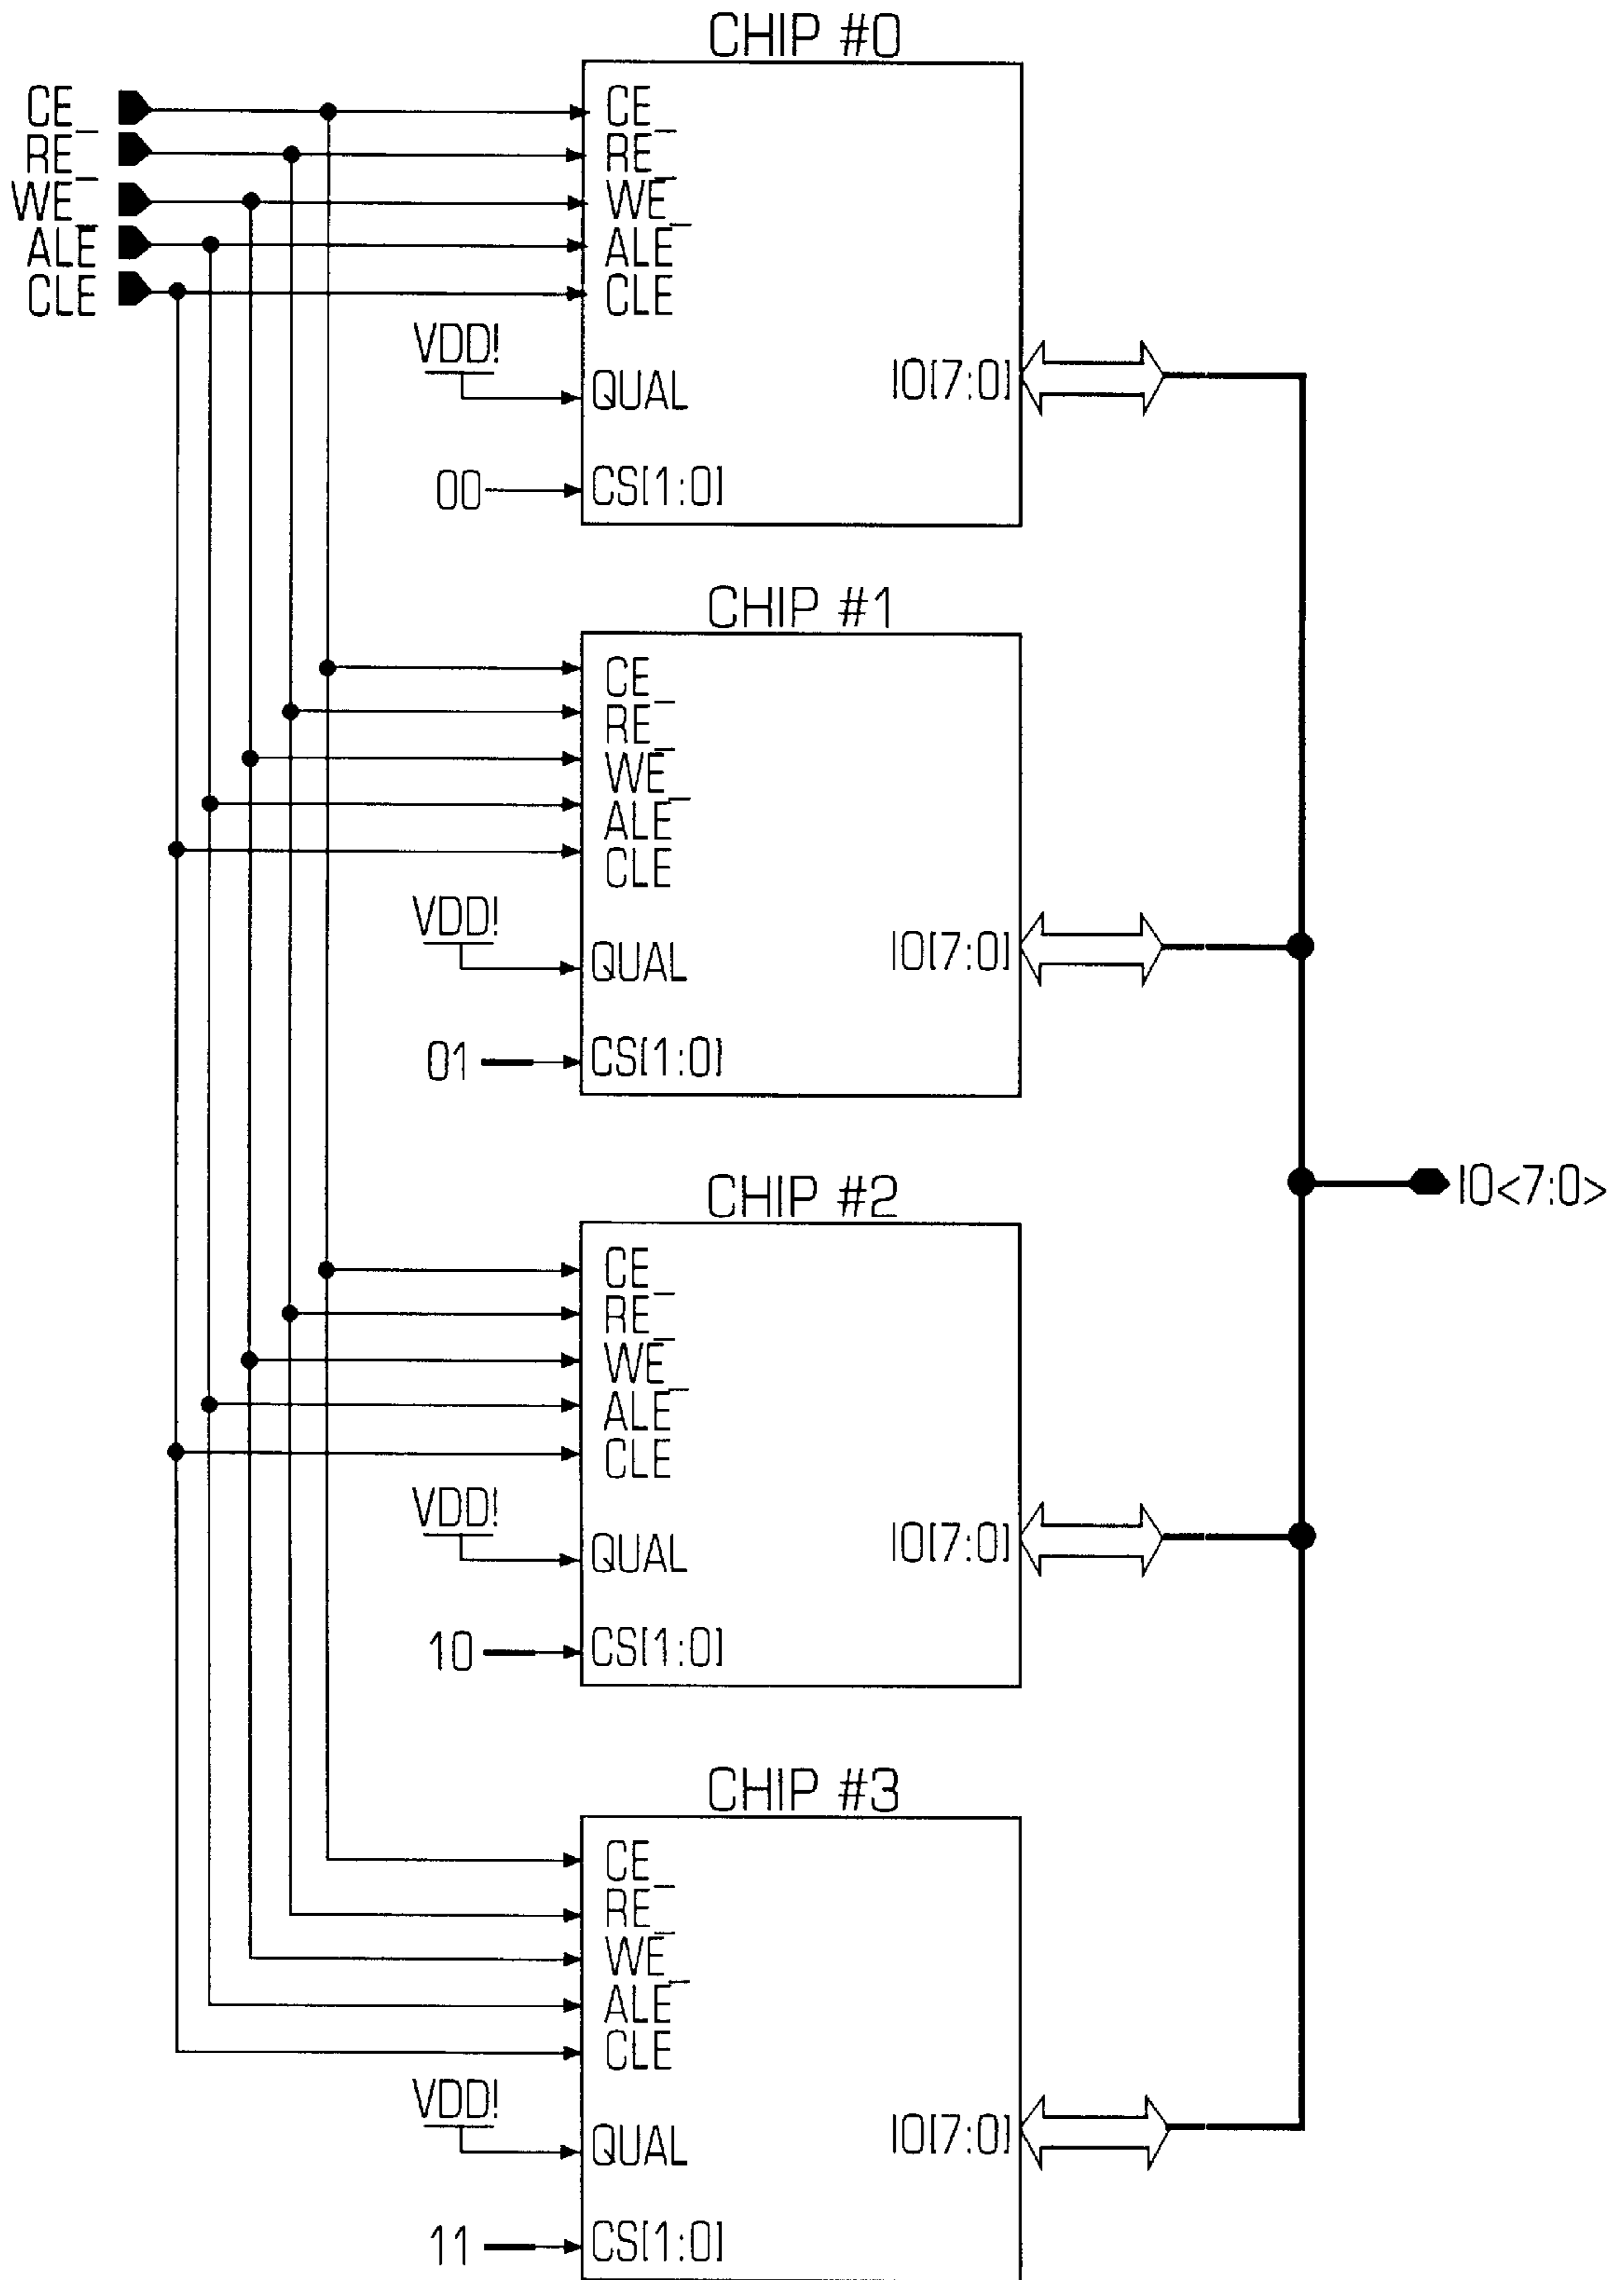 CHIP #0
CE_
RE_
WE_
ALE
CLE
CE_
RE_
WE_
ALE
CLE
VDD!
QUAL
IO[7:0]
00
CS[1:0]
CHIP #1
CE_
RE_
WE_
ALE
CLE
VDD!
QUAL
IO[7:0]
01
CS[1:0]
IO<7:0>
CHIP #2
CE_
RE_
WE_
ALE
CLE
VDD!
QUAL
IO[7:0]
10
CS[1:0]
CHIP #3
CE_
RE_
WE_
ALE
CLE
VDD!
QUAL
IO[7:0]
11
CS[1:0]